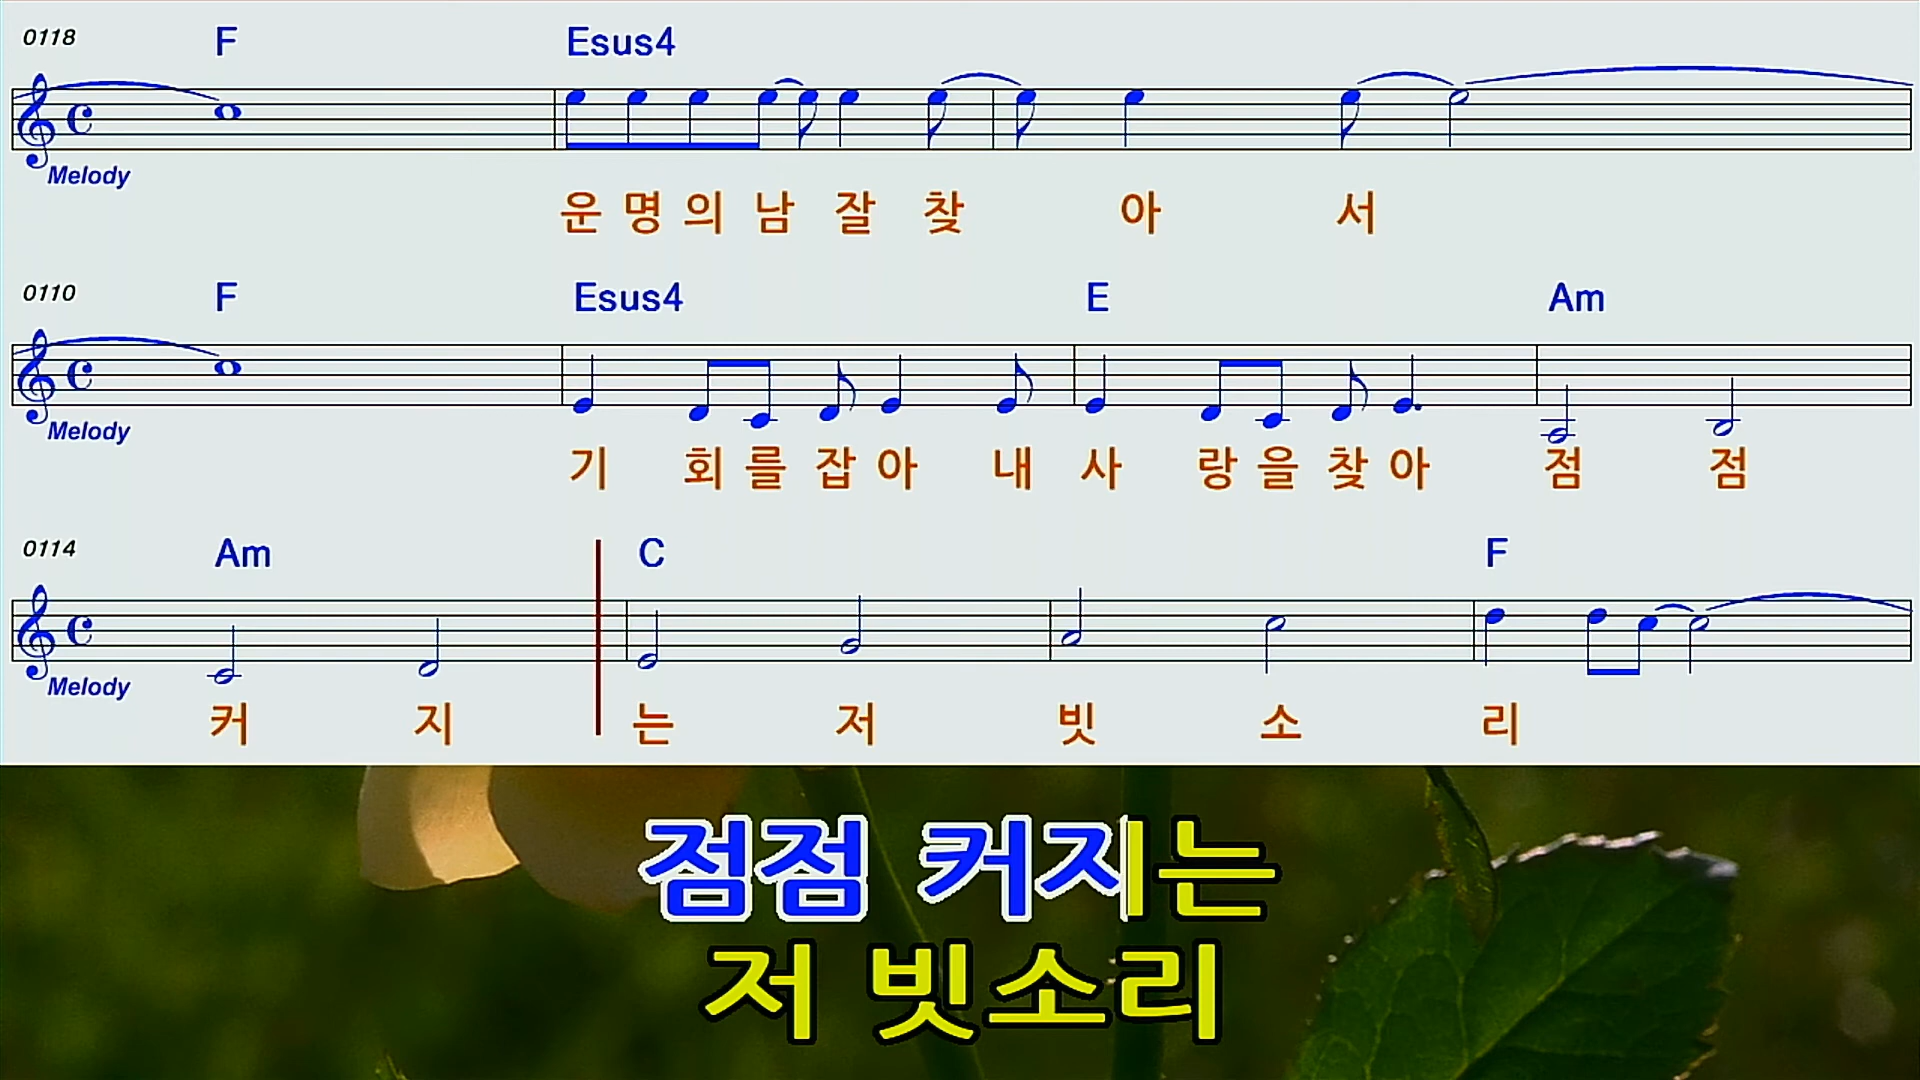 0118 F Esus4
Melody
운 명 의 남 잘 찾 아 서
0110 F Esus4 E Am
Melody
기 회 를 잡 아 내 사 랑 을 찾 아 점 점
0114 Am C F
Melody
커 지 는 저 빗 소 리
점점 커지는
저 빗소리